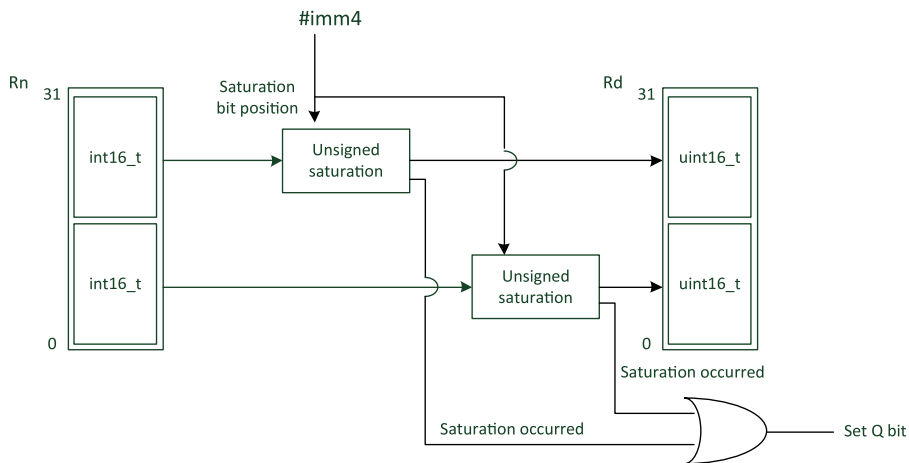 #imm4
Rn
31
Saturation
bit position
Rd
31
int16_t
Unsigned
saturation
uint16_t
int16_t
Unsigned
saturation
uint16_t
0
0
Saturation occurred
Saturation occurred
Set Q bit